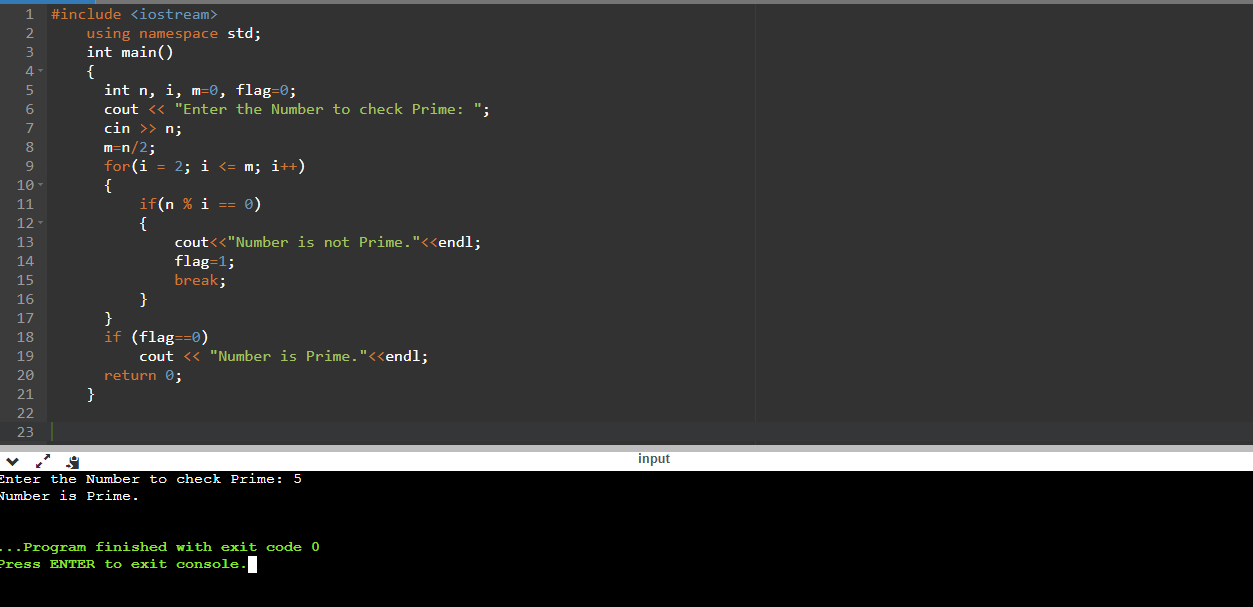 1 #include <iostream>
2 using namespace std;
3 int main()
4 {
5 int n, i, m=0, flag=0;
6 cout << "Enter the Number to check Prime: ";
7 cin >> n;
8 m=n/2;
9 for(i = 2; i <= m; i++)
10 {
11 if(n % i == 0)
12 {
13 cout<<"Number is not Prime."<<endl;
14 flag=1;
15 break;
16 }
17 }
18 if (flag==0)
19 cout << "Number is Prime."<<endl;
20 return 0;
21 }
22
23
input
Enter the Number to check Prime: 5
Number is Prime.
...Program finished with exit code 0
Press ENTER to exit console.